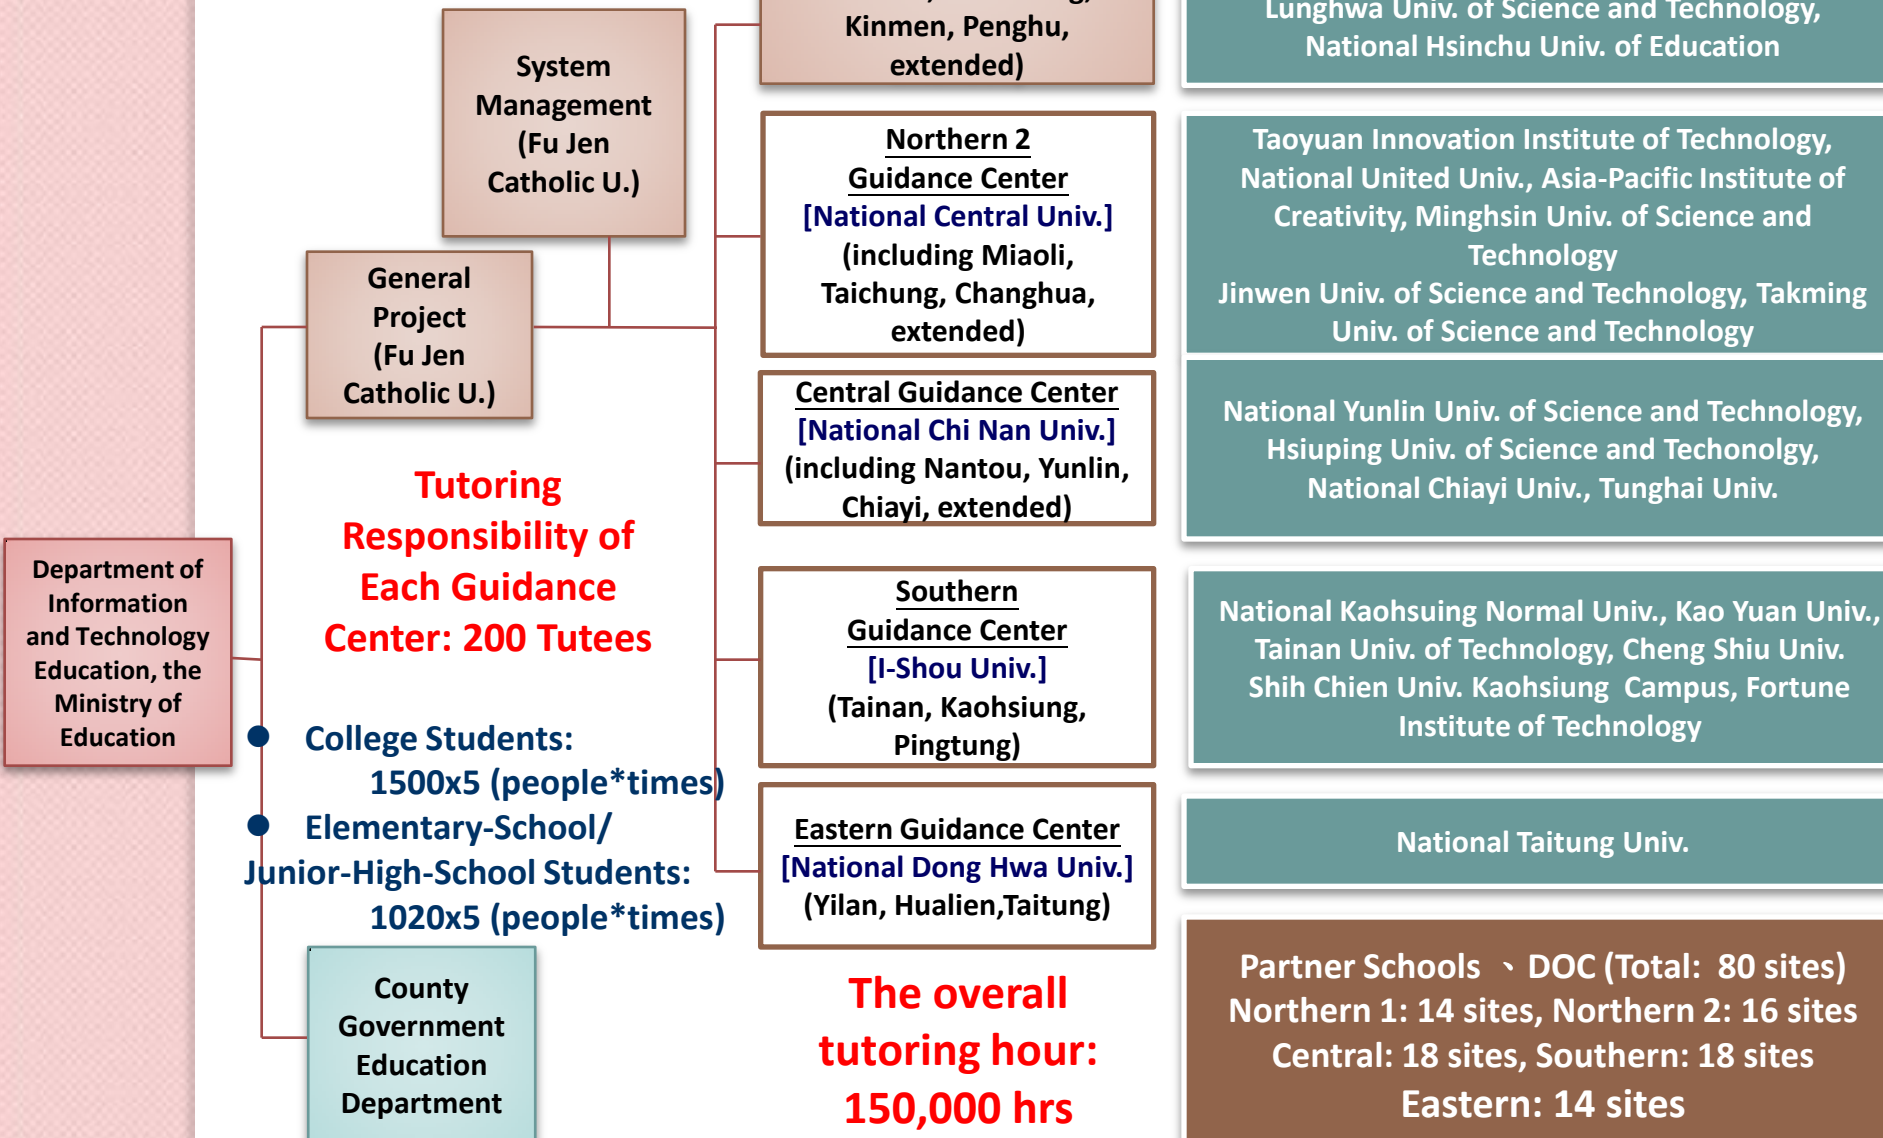 Kinmen, Penghu,
extended)
Lunghwa Univ. of Science and Technology,
National Hsinchu Univ. of Education
System
Management
(Fu Jen
Catholic U.)
Northern 2
Guidance Center
[National Central Univ.]
(including Miaoli,
Taichung, Changhua,
extended)
Taoyuan Innovation Institute of Technology,
National United Univ., Asia-Pacific Institute of
Creativity, Minghsin Univ. of Science and
Technology
Jinwen Univ. of Science and Technology, Takming
Univ. of Science and Technology
General
Project
(Fu Jen
Catholic U.)
Central Guidance Center
[National Chi Nan Univ.]
(including Nantou, Yunlin,
Chiayi, extended)
National Yunlin Univ. of Science and Technology,
Hsiuping Univ. of Science and Techonolgy,
National Chiayi Univ., Tunghai Univ.
Tutoring
Responsibility of
Each Guidance
Center: 200 Tutees
Department of
Information
and Technology
Education, the
Ministry of
Education
Southern
Guidance Center
[I-Shou Univ.]
(Tainan, Kaohsiung,
Pingtung)
National Kaohsuing Normal Univ., Kao Yuan Univ.,
Tainan Univ. of Technology, Cheng Shiu Univ.
Shih Chien Univ. Kaohsiung Campus, Fortune
Institute of Technology
● College Students:
1500x5 (people*times)
● Elementary-School/
Junior-High-School Students:
1020x5 (people*times)
Eastern Guidance Center
[National Dong Hwa Univ.]
(Yilan, Hualien,Taitung)
National Taitung Univ.
County
Government
Education
Department
The overall
tutoring hour:
150,000 hrs
Partner Schools 、DOC (Total: 80 sites)
Northern 1: 14 sites, Northern 2: 16 sites
Central: 18 sites, Southern: 18 sites
Eastern: 14 sites